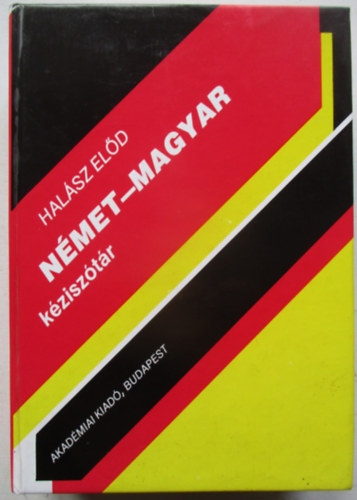 HALÁSZ ELŐD
NÉMET–MAGYAR
kéziszótár
AKADÉMIAI KIADÓ, BUDAPEST